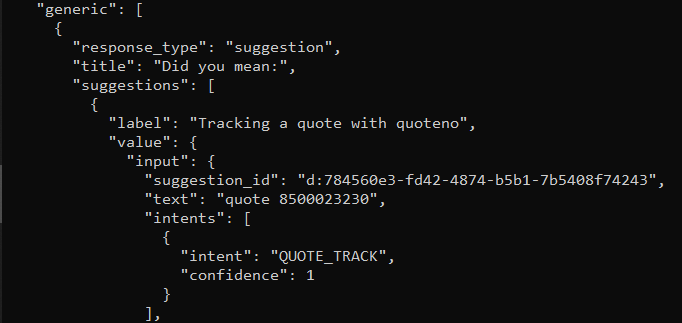 "generic": [
{
"response_type": "suggestion",
"title": "Did you mean:",
"suggestions": [
{
"label": "Tracking a quote with quoteno",
"value": {
"input": {
"suggestion_id": "d:784560e3-fd42-4874-b5b1-7b5408f74243",
"text": "quote 8500023230",
"intents": [
{
"intent": "QUOTE_TRACK",
"confidence": 1
}
],